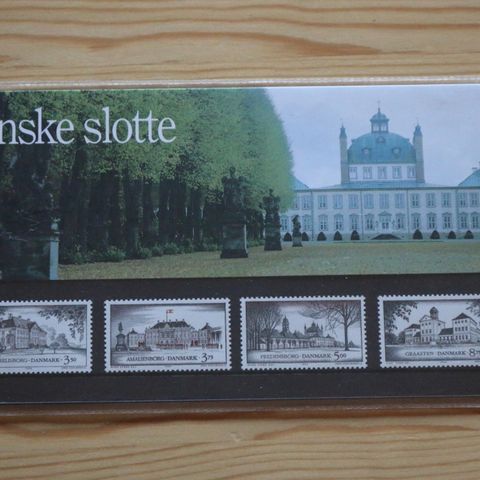 nske slotte
AMALIENBORG · DANMARK 3.75
FREDENSBORG · DANMARK 5.00
GRAASTEN · DANMARK